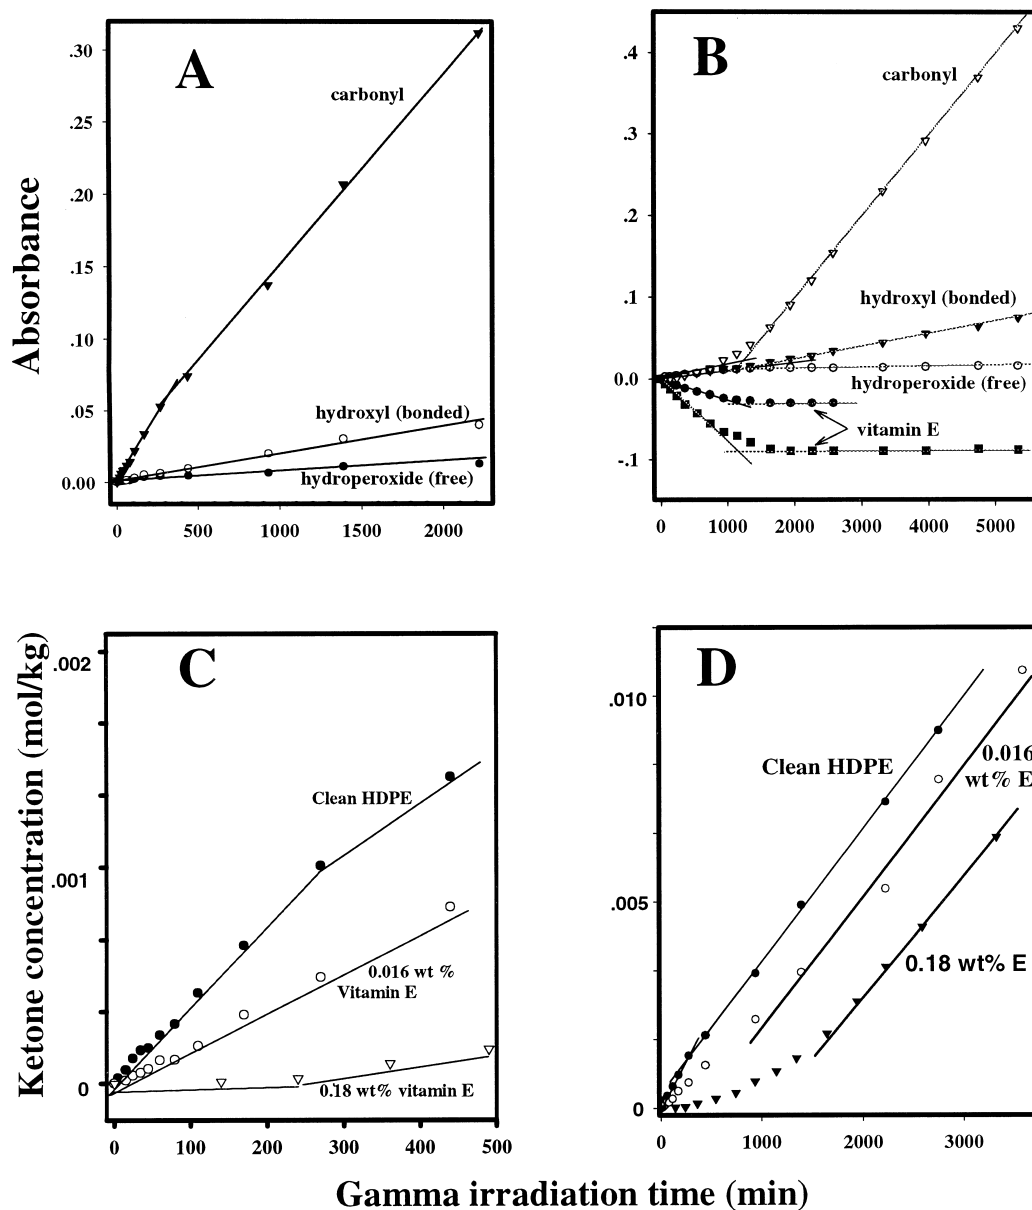 A
carbonyl
hydroxyl (bonded)
hydroperoxide (free)
.30
.25
.20
.15
.10
.05
0.00
0 500 1000 1500 2000
Absorbance
B
carbonyl
hydroxyl (bonded)
hydroperoxide (free)
vitamin E
.4
.3
.2
.1
0.0
-.1
0 1000 2000 3000 4000 5000
C
Clean HDPE
0.016 wt %
Vitamin E
0.18 wt% vitamin E
.002
.001
0
0 100 200 300 400 500
Ketone concentration (mol/kg)
D
Clean HDPE
0.016
wt% E
0.18 wt% E
.010
.005
0
0 1000 2000 3000
Gamma irradiation time (min)